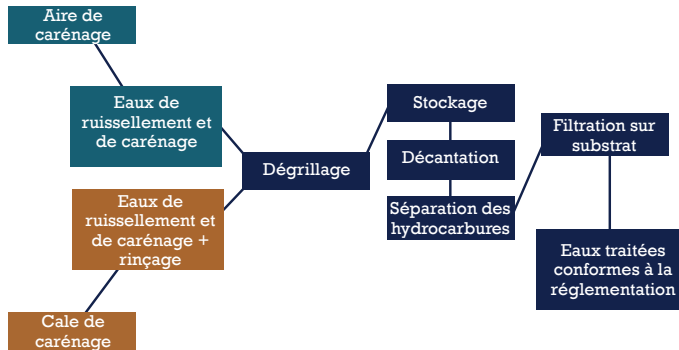 Aire de
carénage
Eaux de
ruissellement et
de carénage
Eaux de
ruissellement et
de carénage +
rinçage
Cale de
carénage
Dégrillage
Stockage
Décantation
Séparation des
hydrocarbures
Filtration sur
substrat
Eaux traitées
conformes à la
réglementation